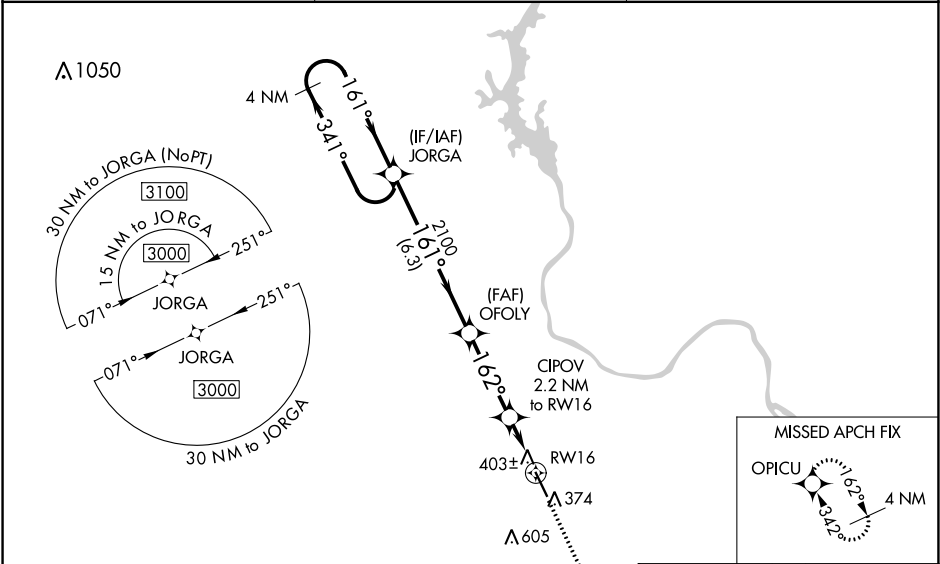 1050
4 NM
161°
341°
(IF/IAF)
JORGA
2100
161°
(6.3)
(FAF)
OFOLY
162°
CIPOV
2.2 NM
to RW16
403±
RW16
374
605
30 NM to JORGA (NoPT)
3100
15 NM to JORGA
3000
251°
071°
JORGA
251°
071°
JORGA
3000
30 NM to JORGA
MISSED APCH FIX
OPICU
162°
342°
4 NM